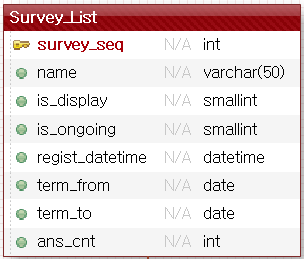 Survey_List
survey_seq N/A int
name N/A varchar(50)
is_display N/A smallint
is_ongoing N/A smallint
regist_datetime N/A datetime
term_from N/A date
term_to N/A date
ans_cnt N/A int